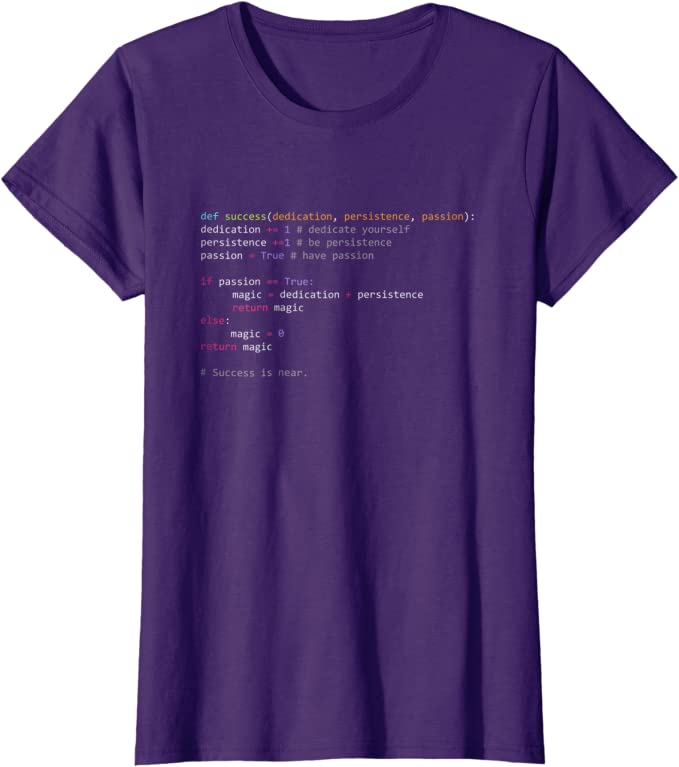 def success(dedication, persistence, passion):
dedication += 1 # dedicate yourself
persistence +=1 # be persistence
passion = True # have passion
if passion == True:
magic = dedication + persistence
return magic
else:
magic = 0
return magic
# Success is near.